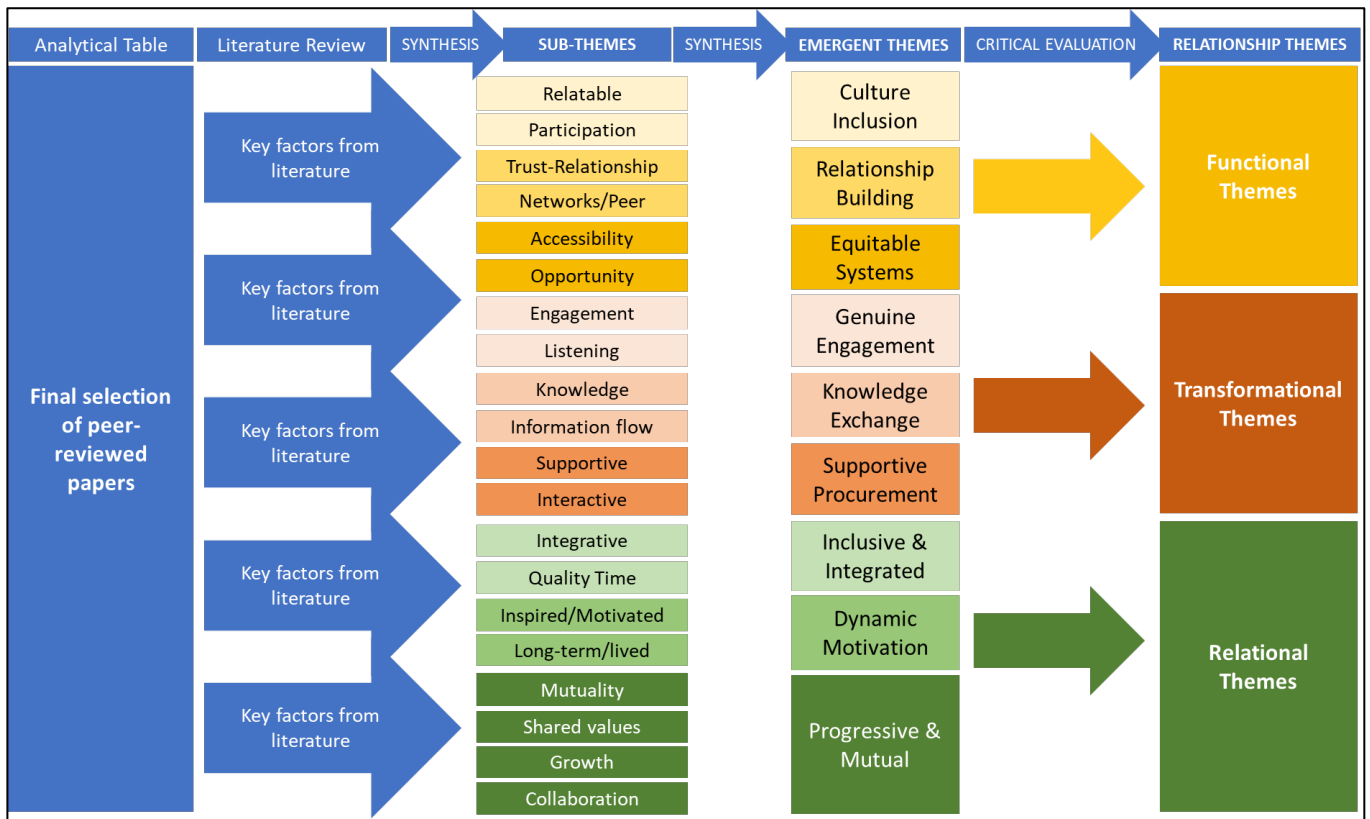 Analytical Table
Literature Review
SYNTHESIS
SUB-THEMES
SYNTHESIS
EMERGENT THEMES
CRITICAL EVALUATION
RELATIONSHIP THEMES
Final selection
of peer-
reviewed
papers
Key factors from
literature
Key factors from
literature
Key factors from
literature
Key factors from
literature
Key factors from
literature
Relatable
Participation
Trust-Relationship
Networks/Peer
Accessibility
Opportunity
Engagement
Listening
Knowledge
Information flow
Supportive
Interactive
Integrative
Quality Time
Inspired/Motivated
Long-term/lived
Mutuality
Shared values
Growth
Collaboration
Culture
Inclusion
Relationship
Building
Equitable
Systems
Genuine
Engagement
Knowledge
Exchange
Supportive
Procurement
Inclusive &
Integrated
Dynamic
Motivation
Progressive &
Mutual
Functional
Themes
Transformational
Themes
Relational
Themes